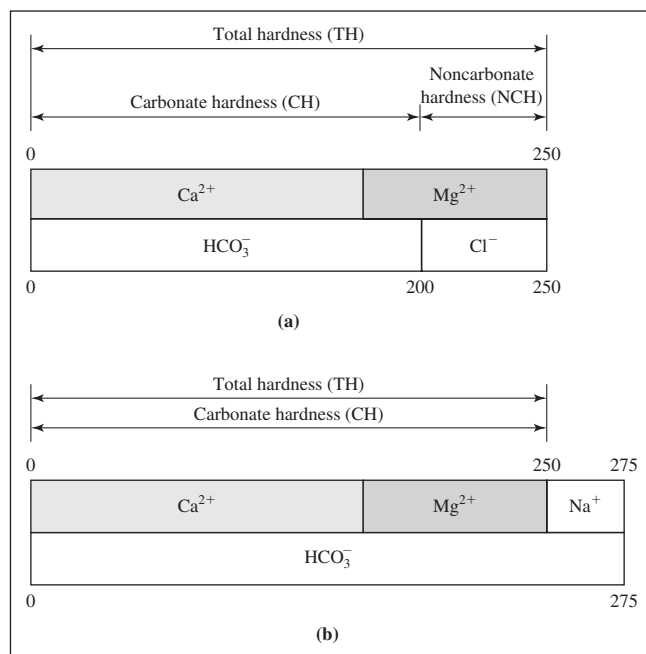 Total hardness (TH)
Noncarbonate
hardness (NCH)
Carbonate hardness (CH)
0 250
Ca²⁺ Mg²⁺
HCO₃⁻ Cl⁻
0 200 250
(a)
Total hardness (TH)
Carbonate hardness (CH)
0 250 275
Ca²⁺ Mg²⁺ Na⁺
HCO₃⁻
0 275
(b)